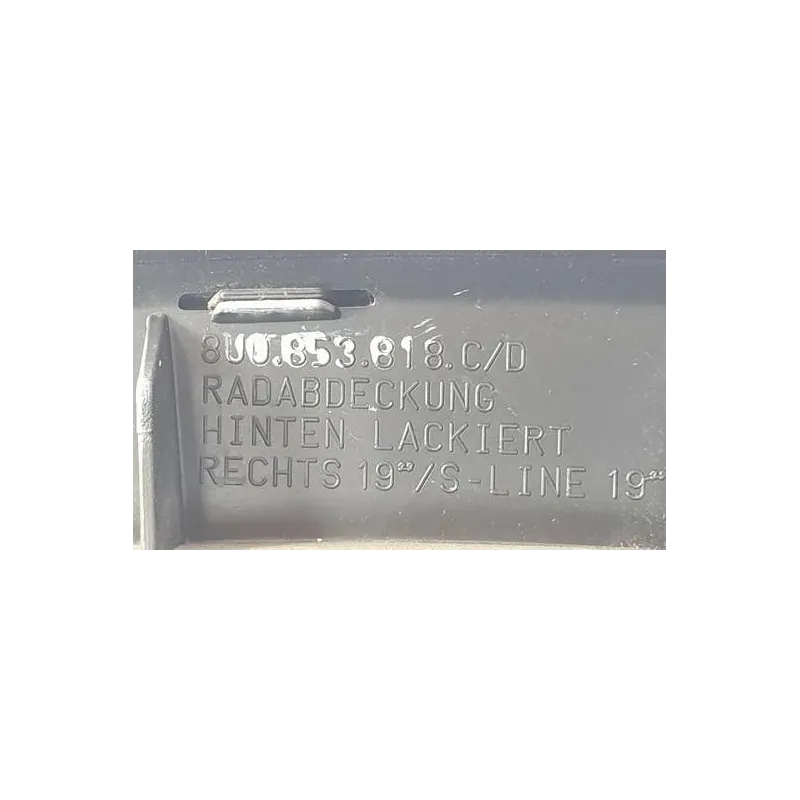 8U0.853.818.C/D
RADABDECKUNG
HINTEN LACKIERT
RECHTS 19"/S-LINE 19"